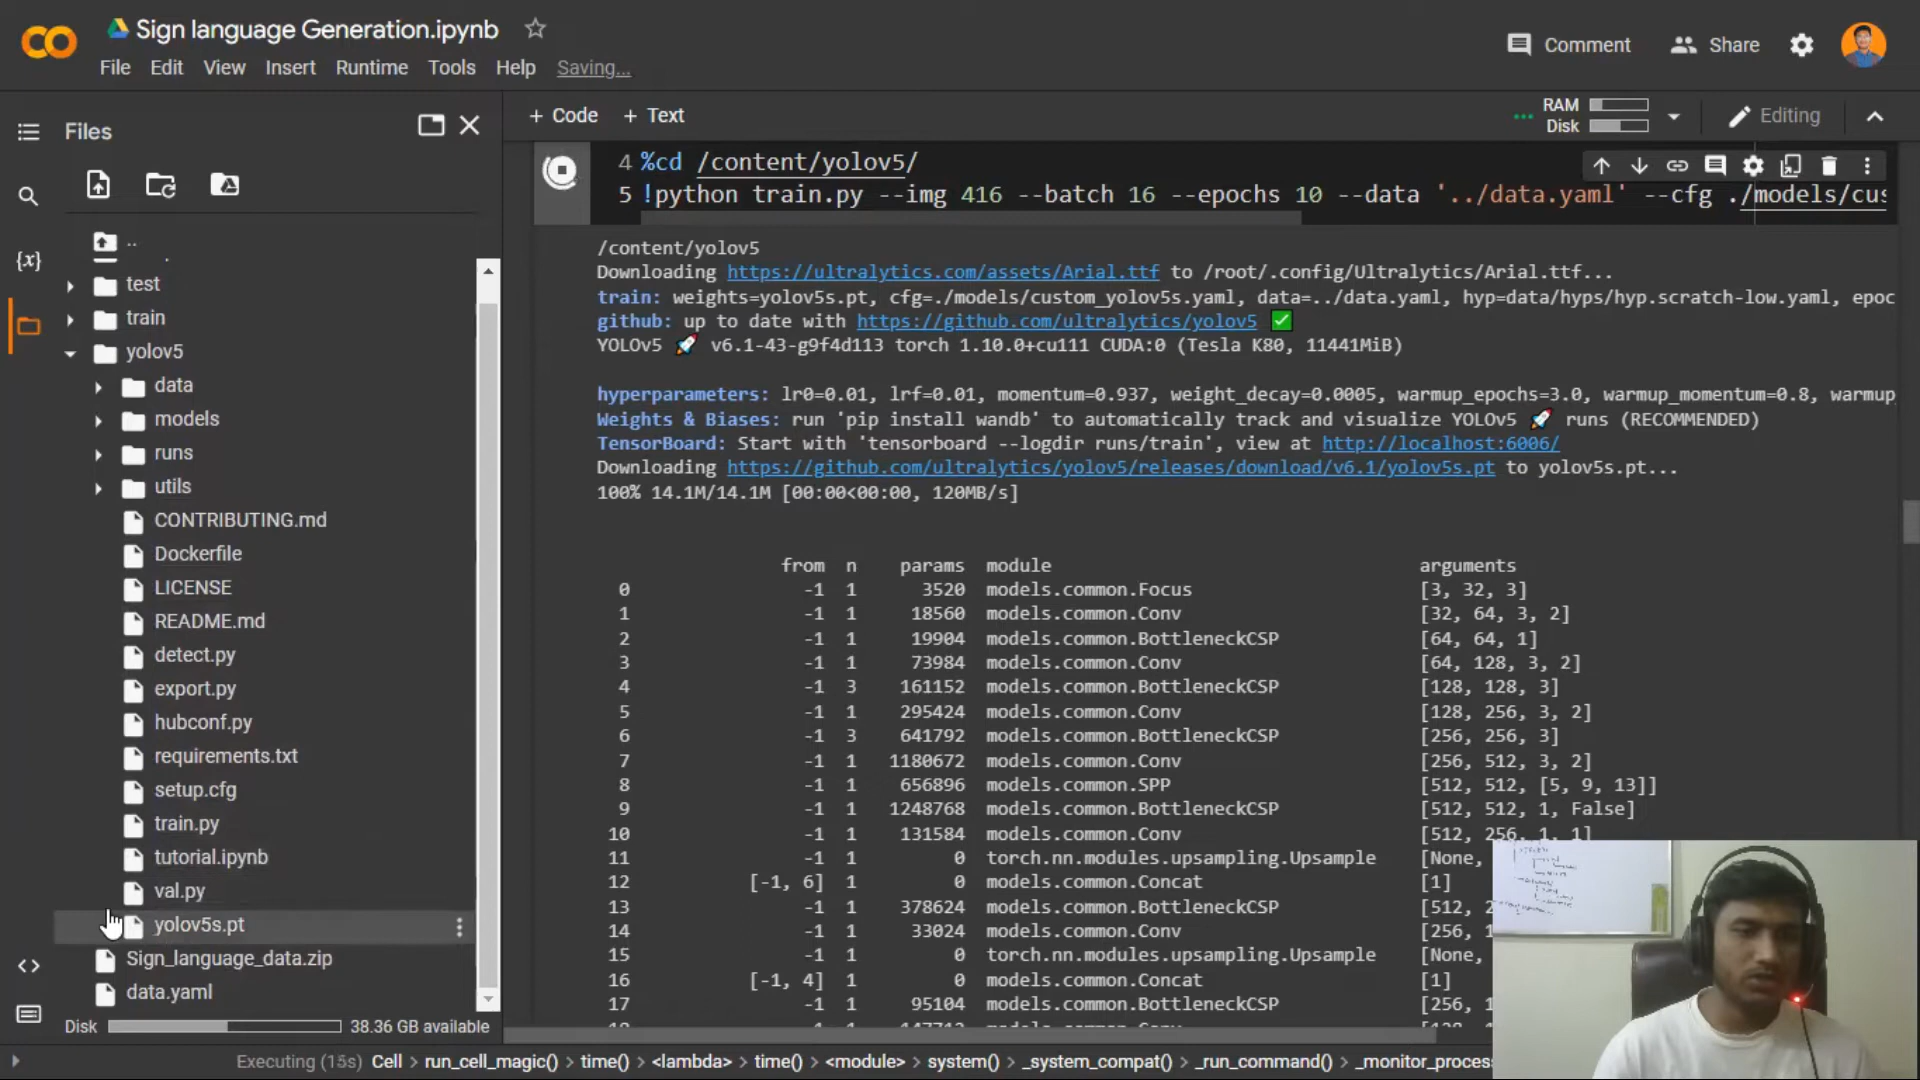 Sign language Generation.ipynb
File Edit View Insert Runtime Tools Help Saving...
Comment Share
Files
+ Code + Text
RAM
Disk
Editing
..
test
train
yolov5
data
models
runs
utils
CONTRIBUTING.md
Dockerfile
LICENSE
README.md
detect.py
export.py
hubconf.py
requirements.txt
setup.cfg
train.py
tutorial.ipynb
val.py
yolov5s.pt
Sign_language_data.zip
data.yaml
Disk 38.36 GB available
4 %cd /content/yolov5/
5 !python train.py --img 416 --batch 16 --epochs 10 --data '../data.yaml' --cfg ./models/cus
/content/yolov5
Downloading https://ultralytics.com/assets/Arial.ttf to /root/.config/Ultralytics/Arial.ttf...
train: weights=yolov5s.pt, cfg=./models/custom_yolov5s.yaml, data=../data.yaml, hyp=data/hyps/hyp.scratch-low.yaml, epoc
github: up to date with https://github.com/ultralytics/yolov5 ✅
YOLOv5 🚀 v6.1-43-g9f4d113 torch 1.10.0+cu111 CUDA:0 (Tesla K80, 11441MiB)
hyperparameters: lr0=0.01, lrf=0.01, momentum=0.937, weight_decay=0.0005, warmup_epochs=3.0, warmup_momentum=0.8, warmup_
Weights & Biases: run 'pip install wandb' to automatically track and visualize YOLOv5 🚀 runs (RECOMMENDED)
TensorBoard: Start with 'tensorboard --logdir runs/train', view at http://localhost:6006/
Downloading https://github.com/ultralytics/yolov5/releases/download/v6.1/yolov5s.pt to yolov5s.pt...
100% 14.1M/14.1M [00:00<00:00, 120MB/s]
from n params module arguments
0 -1 1 3520 models.common.Focus [3, 32, 3]
1 -1 1 18560 models.common.Conv [32, 64, 3, 2]
2 -1 1 19904 models.common.BottleneckCSP [64, 64, 1]
3 -1 1 73984 models.common.Conv [64, 128, 3, 2]
4 -1 3 161152 models.common.BottleneckCSP [128, 128, 3]
5 -1 1 295424 models.common.Conv [128, 256, 3, 2]
6 -1 3 641792 models.common.BottleneckCSP [256, 256, 3]
7 -1 1 1180672 models.common.Conv [256, 512, 3, 2]
8 -1 1 656896 models.common.SPP [512, 512, [5, 9, 13]]
9 -1 1 1248768 models.common.BottleneckCSP [512, 512, 1, False]
10 -1 1 131584 models.common.Conv [512, 256, 1, 1]
11 -1 1 0 torch.nn.modules.upsampling.Upsample [None,
12 [-1, 6] 1 0 models.common.Concat [1]
13 -1 1 378624 models.common.BottleneckCSP [512, 2
14 -1 1 33024 models.common.Conv [256, 1
15 -1 1 0 torch.nn.modules.upsampling.Upsample [None,
16 [-1, 4] 1 0 models.common.Concat [1]
17 -1 1 95104 models.common.BottleneckCSP [256, 1
Executing (15s) Cell > run_cell_magic() > time() > <lambda> > time() > <module> > system() > _system_compat() > _run_command() > _monitor_process